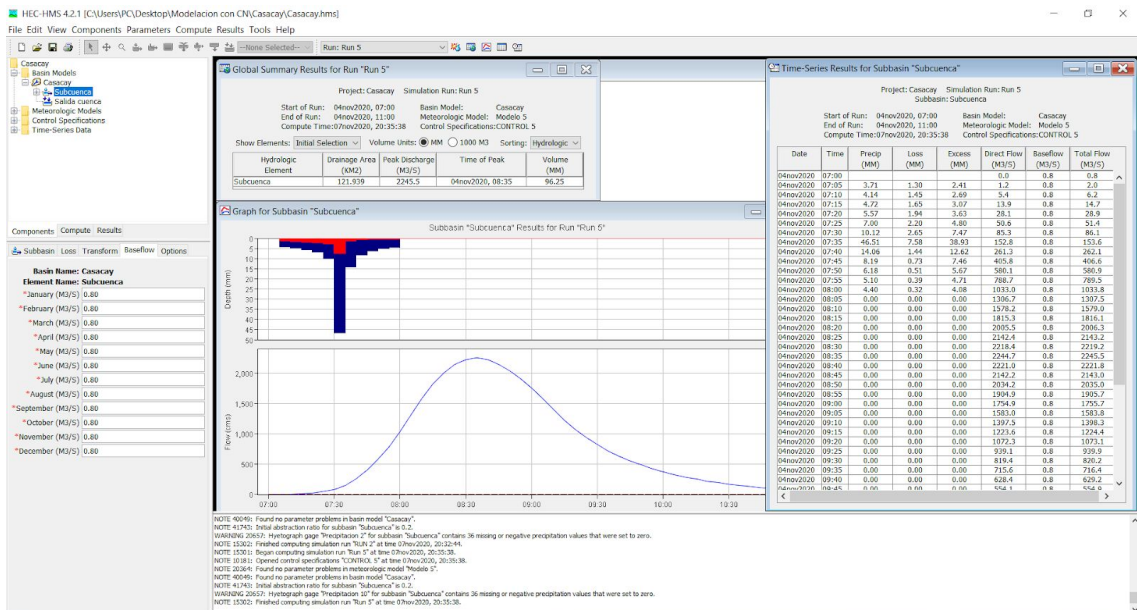 HEC-HMS 4.2.1 [C:\Users\PC\Desktop\Modelacion con CN\Casacay\Casacay.hms]
File Edit View Components Parameters Compute Results Tools Help
--None Selected-- Run: Run 5
Casacay
Basin Models
Casacay
Subcuenca
Salida cuenca
Meteorologic Models
Control Specifications
Time-Series Data
Components Compute Results
Subbasin Loss Transform Baseflow Options
Basin Name: Casacay
Element Name: Subcuenca
*January (M3/S) 0.80
*February (M3/S) 0.80
*March (M3/S) 0.80
*April (M3/S) 0.80
*May (M3/S) 0.80
*June (M3/S) 0.80
*July (M3/S) 0.80
*August (M3/S) 0.80
*September (M3/S) 0.80
*October (M3/S) 0.80
*November (M3/S) 0.80
*December (M3/S) 0.80
Global Summary Results for Run "Run 5"
Project: Casacay Simulation Run: Run 5
Start of Run: 04nov2020, 07:00 Basin Model: Casacay
End of Run: 04nov2020, 11:00 Meteorologic Model: Modelo 5
Compute Time:07nov2020, 20:35:38 Control Specifications:CONTROL 5
Show Elements: Initial Selection Volume Units: MM 1000 M3 Sorting: Hydrologic
Hydrologic Element Drainage Area (KM2) Peak Discharge (M3/S) Time of Peak Volume (MM)
Subcuenca 121.939 2245.5 04nov2020, 08:35 96.25
Graph for Subbasin "Subcuenca"
Subbasin "Subcuenca" Results for Run "Run 5"
Depth (mm)
0
5
10
15
20
25
30
35
40
45
50
Flow (cms)
2,000
1,500
1,000
500
0
07:00 07:30 08:00 08:30 09:00 09:30 10:00 10:30
Time-Series Results for Subbasin "Subcuenca"
Project: Casacay Simulation Run: Run 5
Subbasin: Subcuenca
Start of Run: 04nov2020, 07:00 Basin Model: Casacay
End of Run: 04nov2020, 11:00 Meteorologic Model: Modelo 5
Compute Time:07nov2020, 20:35:38 Control Specifications:CONTROL 5
Date Time Precip (MM) Loss (MM) Excess (MM) Direct Flow (M3/S) Baseflow (M3/S) Total Flow (M3/S)
04nov2020 07:00 0.0 0.8 0.8
04nov2020 07:05 3.71 1.30 2.41 1.2 0.8 2.0
04nov2020 07:10 4.14 1.45 2.69 5.4 0.8 6.2
04nov2020 07:15 4.72 1.65 3.07 13.9 0.8 14.7
04nov2020 07:20 5.57 1.94 3.63 28.1 0.8 28.9
04nov2020 07:25 7.00 2.20 4.80 50.6 0.8 51.4
04nov2020 07:30 10.12 2.65 7.47 85.3 0.8 86.1
04nov2020 07:35 46.51 7.58 38.93 152.8 0.8 153.6
04nov2020 07:40 14.06 1.44 12.62 261.3 0.8 262.1
04nov2020 07:45 8.19 0.73 7.46 405.8 0.8 406.6
04nov2020 07:50 6.18 0.51 5.67 580.1 0.8 580.9
04nov2020 07:55 5.10 0.39 4.71 788.7 0.8 789.5
04nov2020 08:00 4.40 0.32 4.08 1033.0 0.8 1033.8
04nov2020 08:05 0.00 0.00 0.00 1306.7 0.8 1307.5
04nov2020 08:10 0.00 0.00 0.00 1578.2 0.8 1579.0
04nov2020 08:15 0.00 0.00 0.00 1815.3 0.8 1816.1
04nov2020 08:20 0.00 0.00 0.00 2005.5 0.8 2006.3
04nov2020 08:25 0.00 0.00 0.00 2142.4 0.8 2143.2
04nov2020 08:30 0.00 0.00 0.00 2218.4 0.8 2219.2
04nov2020 08:35 0.00 0.00 0.00 2244.7 0.8 2245.5
04nov2020 08:40 0.00 0.00 0.00 2221.0 0.8 2221.8
04nov2020 08:45 0.00 0.00 0.00 2142.2 0.8 2143.0
04nov2020 08:50 0.00 0.00 0.00 2034.2 0.8 2035.0
04nov2020 08:55 0.00 0.00 0.00 1904.9 0.8 1905.7
04nov2020 09:00 0.00 0.00 0.00 1754.9 0.8 1755.7
04nov2020 09:05 0.00 0.00 0.00 1583.0 0.8 1583.8
04nov2020 09:10 0.00 0.00 0.00 1397.5 0.8 1398.3
04nov2020 09:15 0.00 0.00 0.00 1223.6 0.8 1224.4
04nov2020 09:20 0.00 0.00 0.00 1072.3 0.8 1073.1
04nov2020 09:25 0.00 0.00 0.00 939.1 0.8 939.9
04nov2020 09:30 0.00 0.00 0.00 819.4 0.8 820.2
04nov2020 09:35 0.00 0.00 0.00 715.6 0.8 716.4
04nov2020 09:40 0.00 0.00 0.00 628.4 0.8 629.2
04nov2020 09:45 0.00 0.00 0.00 554.1 0.8 554.9
NOTE 40049: Found no parameter problems in basin model "Casacay".
NOTE 41743: Initial abstraction ratio for subbasin "Subcuenca" is 0.2.
WARNING 20657: Hyetograph gage "Precipitacion 2" for subbasin "Subcuenca" contains 36 missing or negative precipitation values that were set to zero.
NOTE 15302: Finished computing simulation run "RUN 2" at time 07nov2020, 20:32:44.
NOTE 15301: Began computing simulation run "Run 5" at time 07nov2020, 20:35:38.
NOTE 10181: Opened control specifications "CONTROL 5" at time 07nov2020, 20:35:38.
NOTE 20364: Found no parameter problems in meteorologic model "Modelo 5".
NOTE 40049: Found no parameter problems in basin model "Casacay".
NOTE 41743: Initial abstraction ratio for subbasin "Subcuenca" is 0.2.
WARNING 20657: Hyetograph gage "Precipitacion 10" for subbasin "Subcuenca" contains 36 missing or negative precipitation values that were set to zero.
NOTE 15302: Finished computing simulation run "Run 5" at time 07nov2020, 20:35:38.